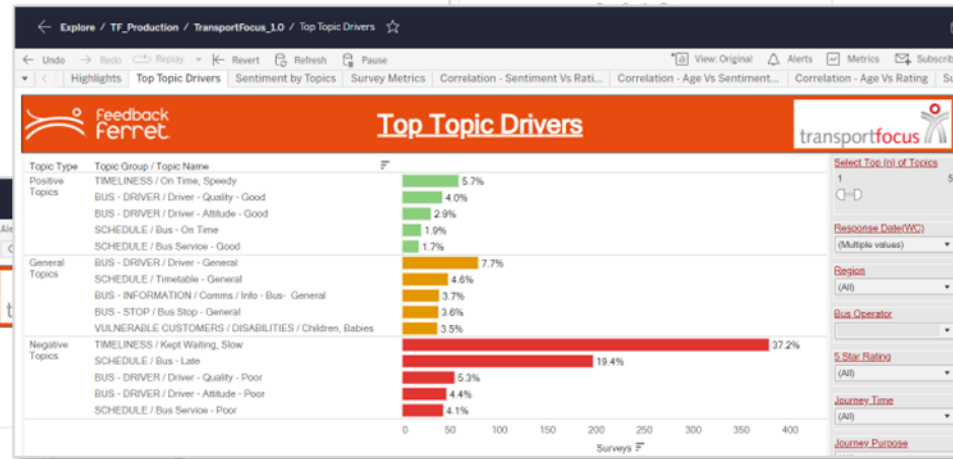 Explore / TF_Production / TransportFocus_1.0 / Top Topic Drivers
Undo Redo Replay Revert Refresh Pause View: Original Alerts Metrics Subscrib
Highlights Top Topic Drivers Sentiment by Topics Survey Metrics Correlation - Sentiment Vs Rati... Correlation - Age Vs Sentiment... Correlation - Age Vs Rating Su
feedback
ferret
Top Topic Drivers
transportfocus
Topic Type Topic Group / Topic Name
Positive Topics
TIMELINESS / On Time, Speedy 5.7%
BUS - DRIVER / Driver - Quality - Good 4.0%
BUS - DRIVER / Driver - Attitude - Good 2.9%
SCHEDULE / Bus - On Time 1.9%
SCHEDULE / Bus Service - Good 1.7%
General Topics
BUS - DRIVER / Driver - General 7.7%
SCHEDULE / Timetable - General 4.6%
BUS - INFORMATION / Comms / Info - Bus- General 3.7%
BUS - STOP / Bus Stop - General 3.6%
VULNERABLE CUSTOMERS / DISABILITIES / Children, Babies 3.5%
Negative Topics
TIMELINESS / Kept Waiting, Slow 37.2%
SCHEDULE / Bus - Late 19.4%
BUS - DRIVER / Driver - Quality - Poor 5.3%
BUS - DRIVER / Driver - Attitude - Poor 4.4%
SCHEDULE / Bus Service - Poor 4.1%
0 50 100 150 200 250 300 350 400
Surveys
Select Top (n) of Topics
1 5
Response Date(WC)
(Multiple values)
Region
(All)
Bus Operator
5 Star Rating
(All)
Journey Time
(All)
Journey Purpose